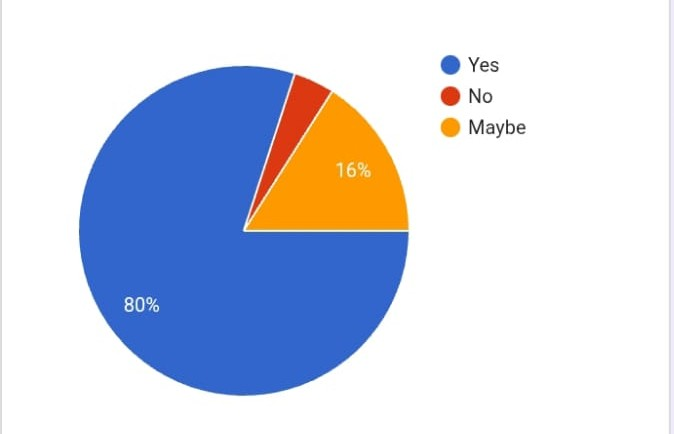 Yes
No
Maybe
16%
80%